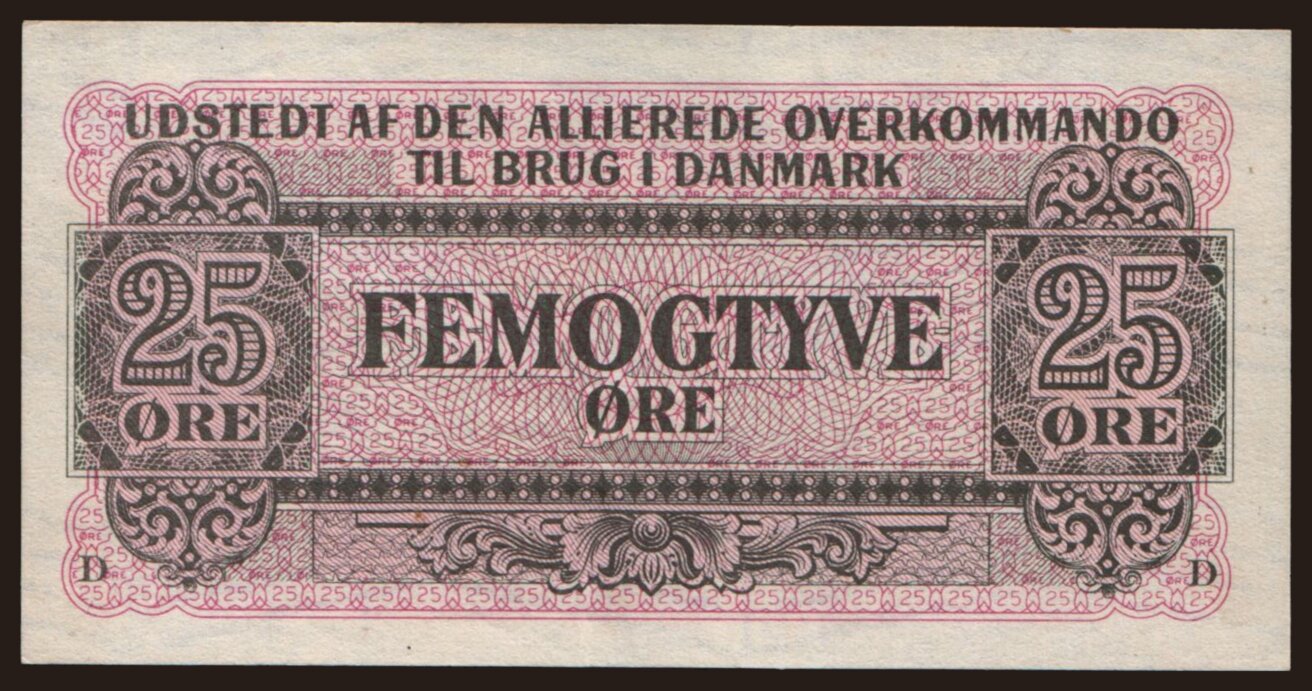 UDSTEDT AF DEN ALLIEREDE OVERKOMMANDO
TIL BRUG I DANMARK
25 ØRE
FEMOGTYVE
ØRE
25 ØRE
D
D